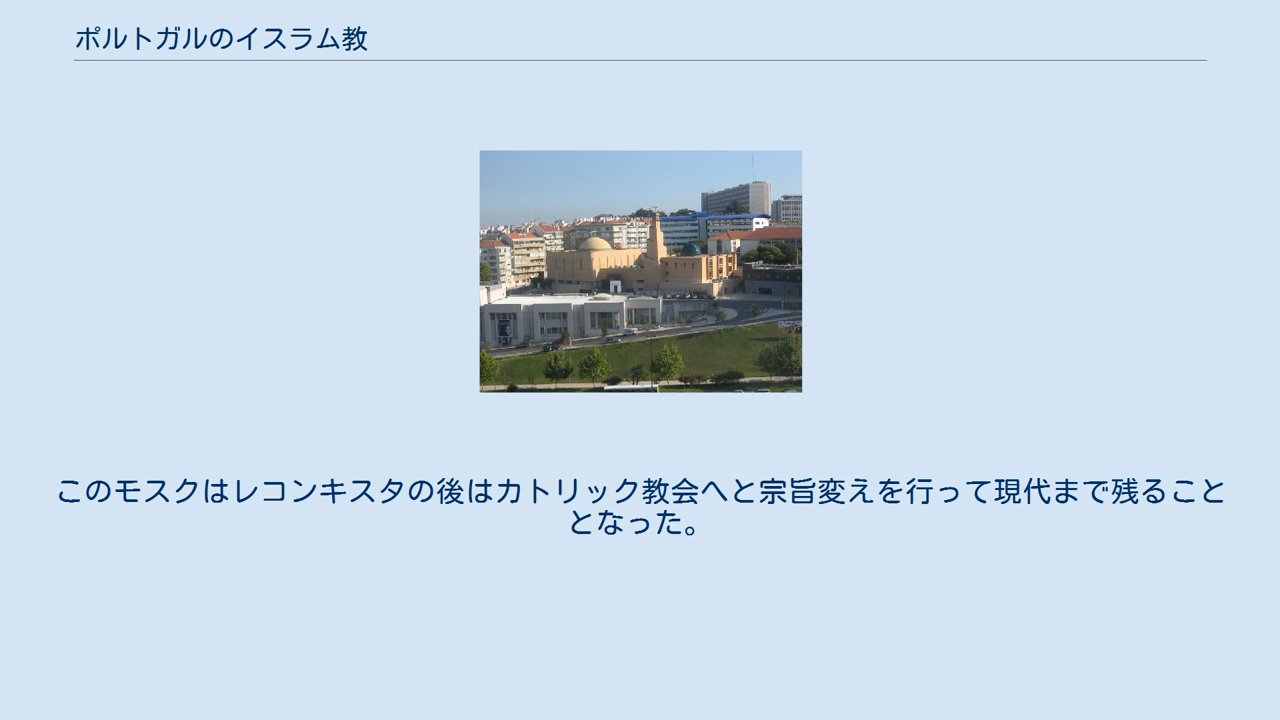 ポルトガルのイスラム教
このモスクはレコンキスタの後はカトリック教会へと宗旨変えを行って現代まで残ること
となった。